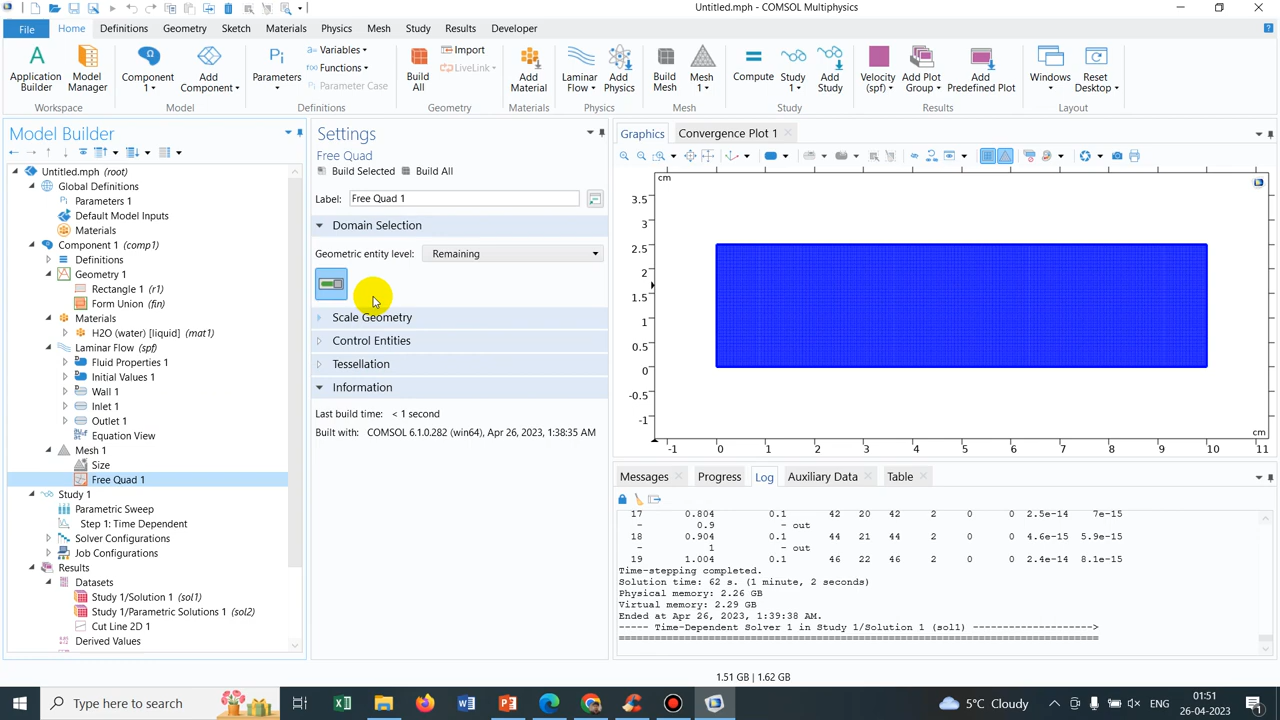 Untitled.mph - COMSOL Multiphysics
File Home Definitions Geometry Sketch Materials Physics Mesh Study Results Developer
Application Builder
Model Manager
Workspace
Component 1
Add Component
Model
Parameters
Variables
Functions
Parameter Case
Definitions
Build All
Import
LiveLink
Geometry
Add Material
Materials
Laminar Flow
Add Physics
Physics
Build Mesh
Mesh 1
Mesh
Compute
Study 1
Add Study
Study
Velocity (spf)
Add Plot Group
Add Predefined Plot
Results
Windows
Reset Desktop
Layout
Model Builder
Untitled.mph (root)
Global Definitions
Parameters 1
Default Model Inputs
Materials
Component 1 (comp1)
Definitions
Geometry 1
Rectangle 1 (r1)
Form Union (fin)
Materials
H2O (water) [liquid] (mat1)
Laminar Flow (spf)
Fluid Properties 1
Initial Values 1
Wall 1
Inlet 1
Outlet 1
Equation View
Mesh 1
Size
Free Quad 1
Study 1
Parametric Sweep
Step 1: Time Dependent
Solver Configurations
Job Configurations
Results
Datasets
Study 1/Solution 1 (sol1)
Study 1/Parametric Solutions 1 (sol2)
Cut Line 2D 1
Derived Values
Settings
Free Quad
Build Selected Build All
Label: Free Quad 1
Domain Selection
Geometric entity level: Remaining
Scale Geometry
Control Entities
Tessellation
Information
Last build time: < 1 second
Built with: COMSOL 6.1.0.282 (win64), Apr 26, 2023, 1:38:35 AM
Graphics Convergence Plot 1
cm
3.5
3
2.5
2
1.5
1
0.5
0
-0.5
-1
cm
-1 0 1 2 3 4 5 6 7 8 9 10 11
Messages Progress Log Auxiliary Data Table
17 0.804 0.1 42 20 42 2 0 0 2.5e-14 7e-15
- 0.9 - out
18 0.904 0.1 44 21 44 2 0 0 4.6e-15 5.9e-15
- 1 - out
19 1.004 0.1 46 22 46 2 0 0 2.4e-14 8.1e-15
Time-stepping completed.
Solution time: 62 s. (1 minute, 2 seconds)
Physical memory: 2.26 GB
Virtual memory: 2.29 GB
Ended at Apr 26, 2023, 1:39:38 AM.
----- Time-Dependent Solver 1 in Study 1/Solution 1 (sol1) -------------------->
1.51 GB | 1.62 GB
Type here to search
5°C Cloudy
ENG
01:51
26-04-2023